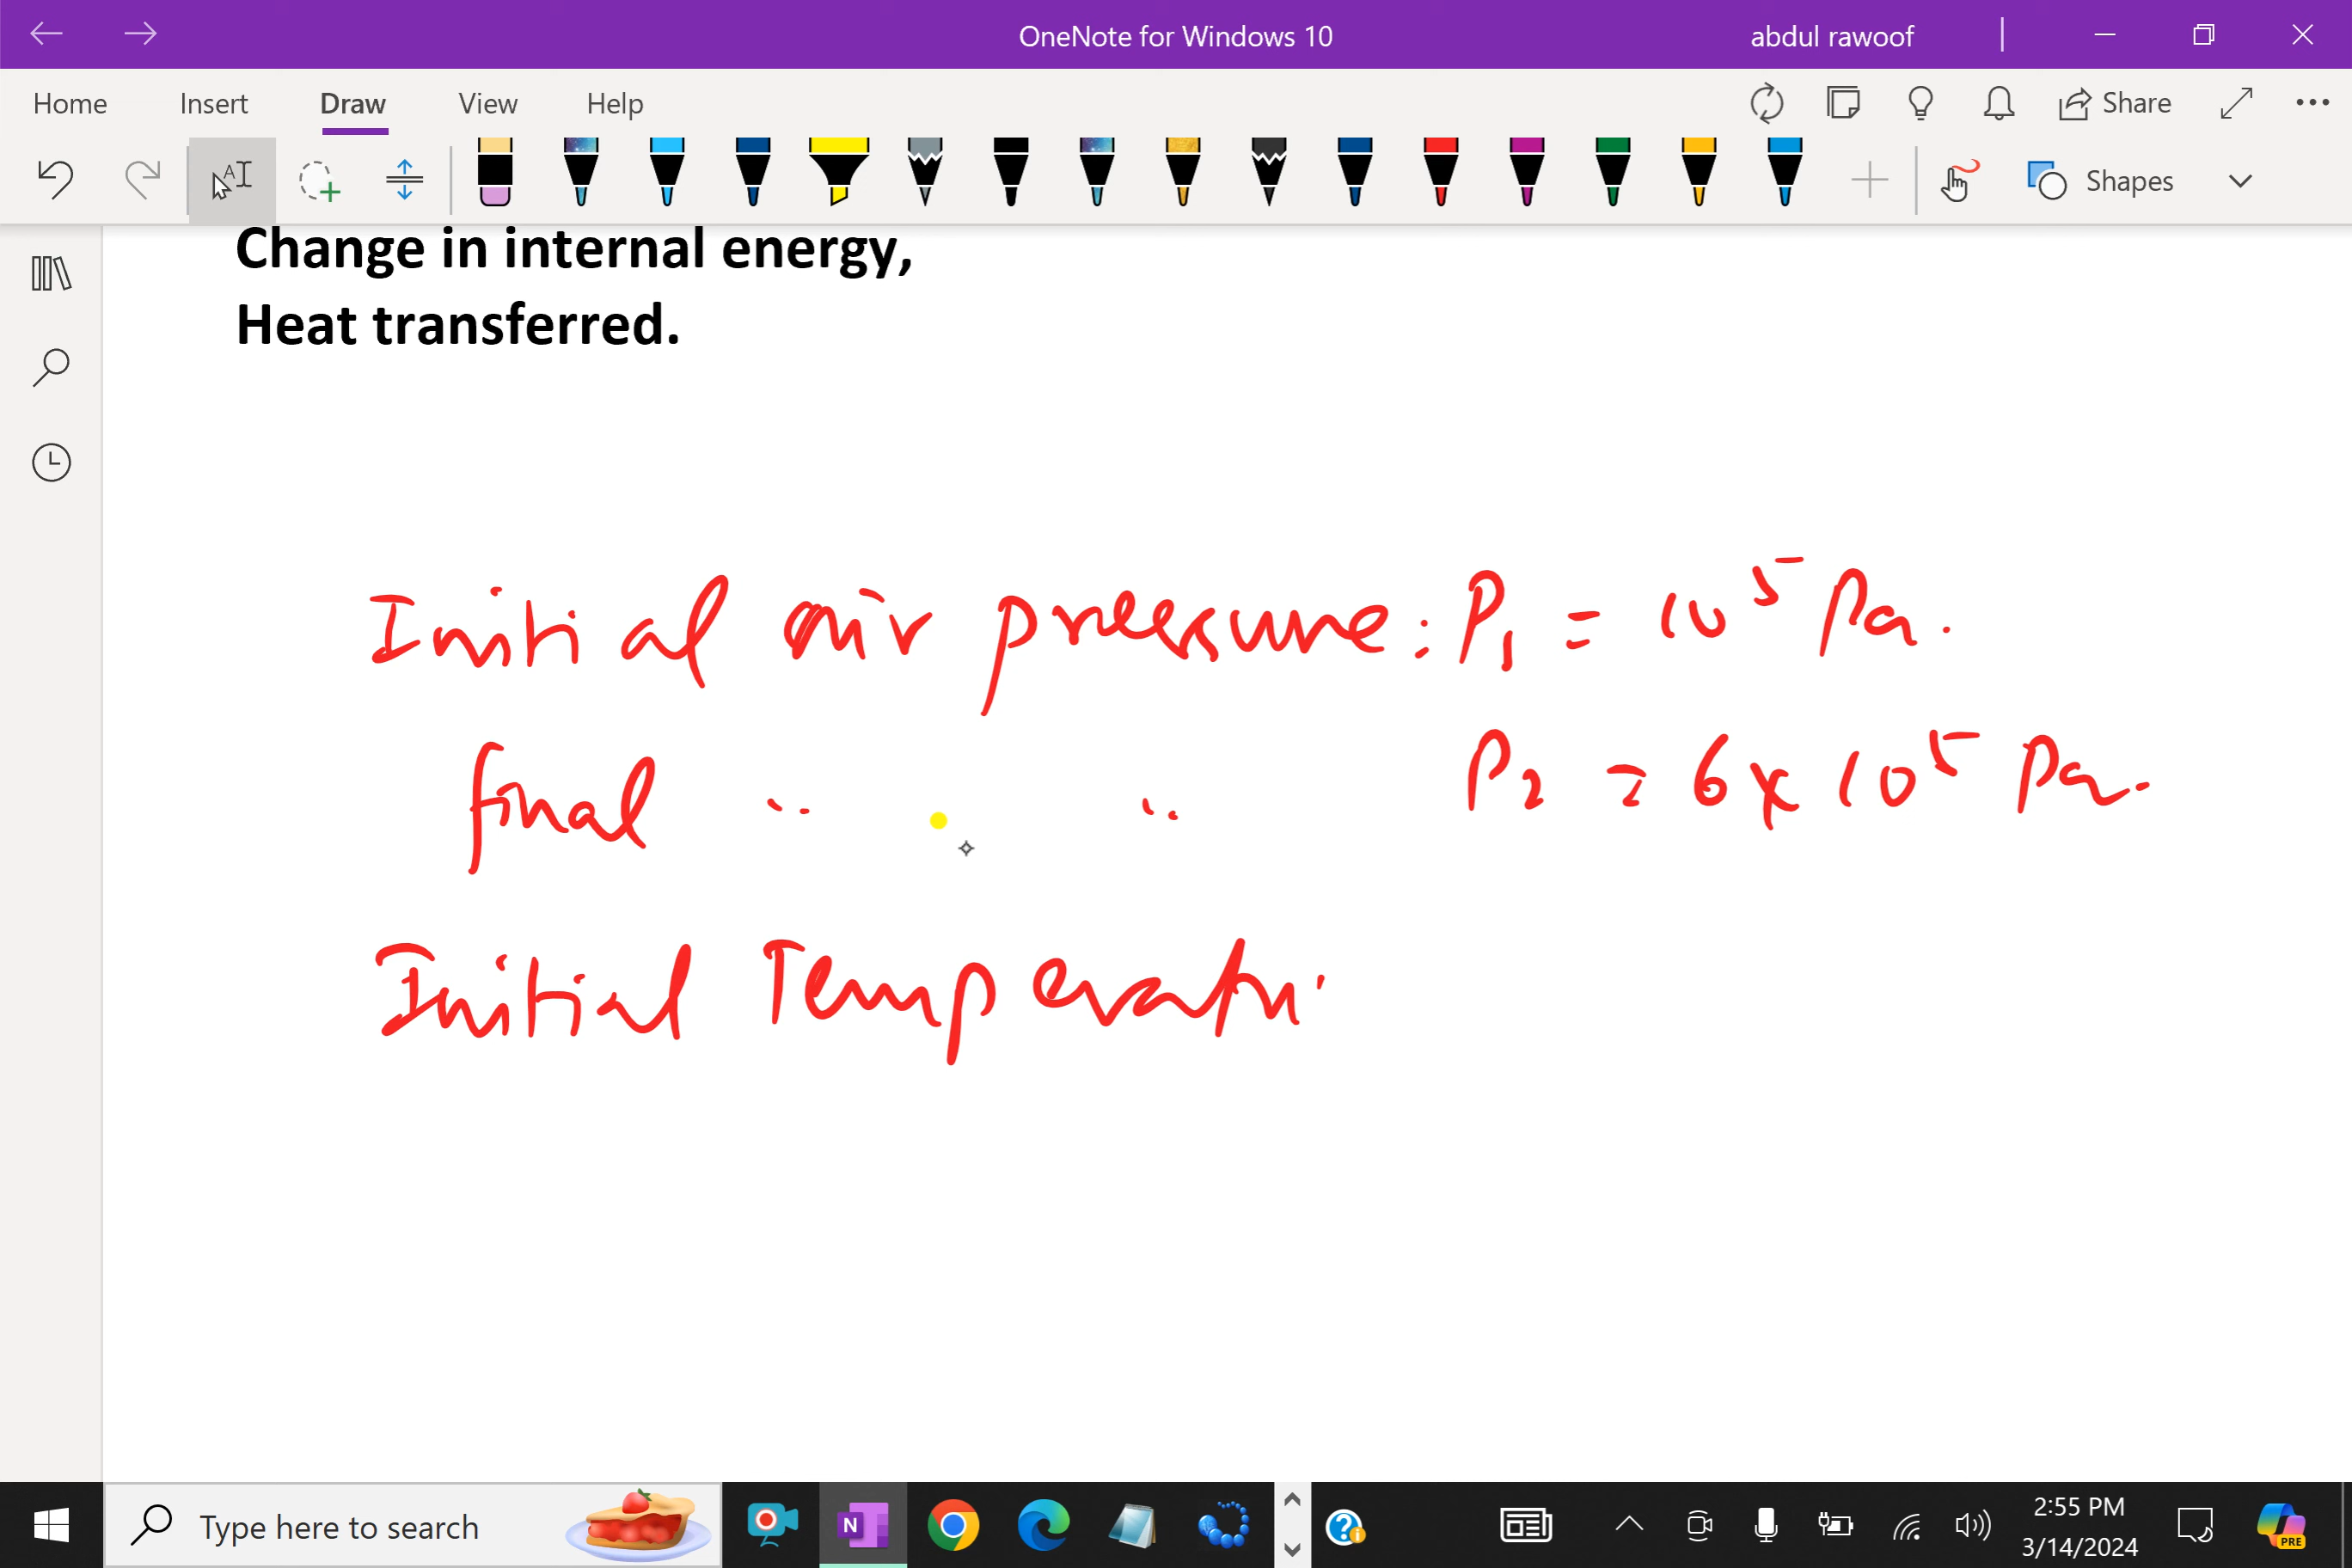 OneNote for Windows 10
abdul rawoof
Home Insert Draw View Help
Share
Shapes
Change in internal energy,
Heat transferred.
Initial air pressure: P₁ = 10⁵ Pa.
final " " P₂ = 6 x 10⁵ Pa.
Initial Temperatu
Type here to search
N
PRE
2:55 PM
3/14/2024